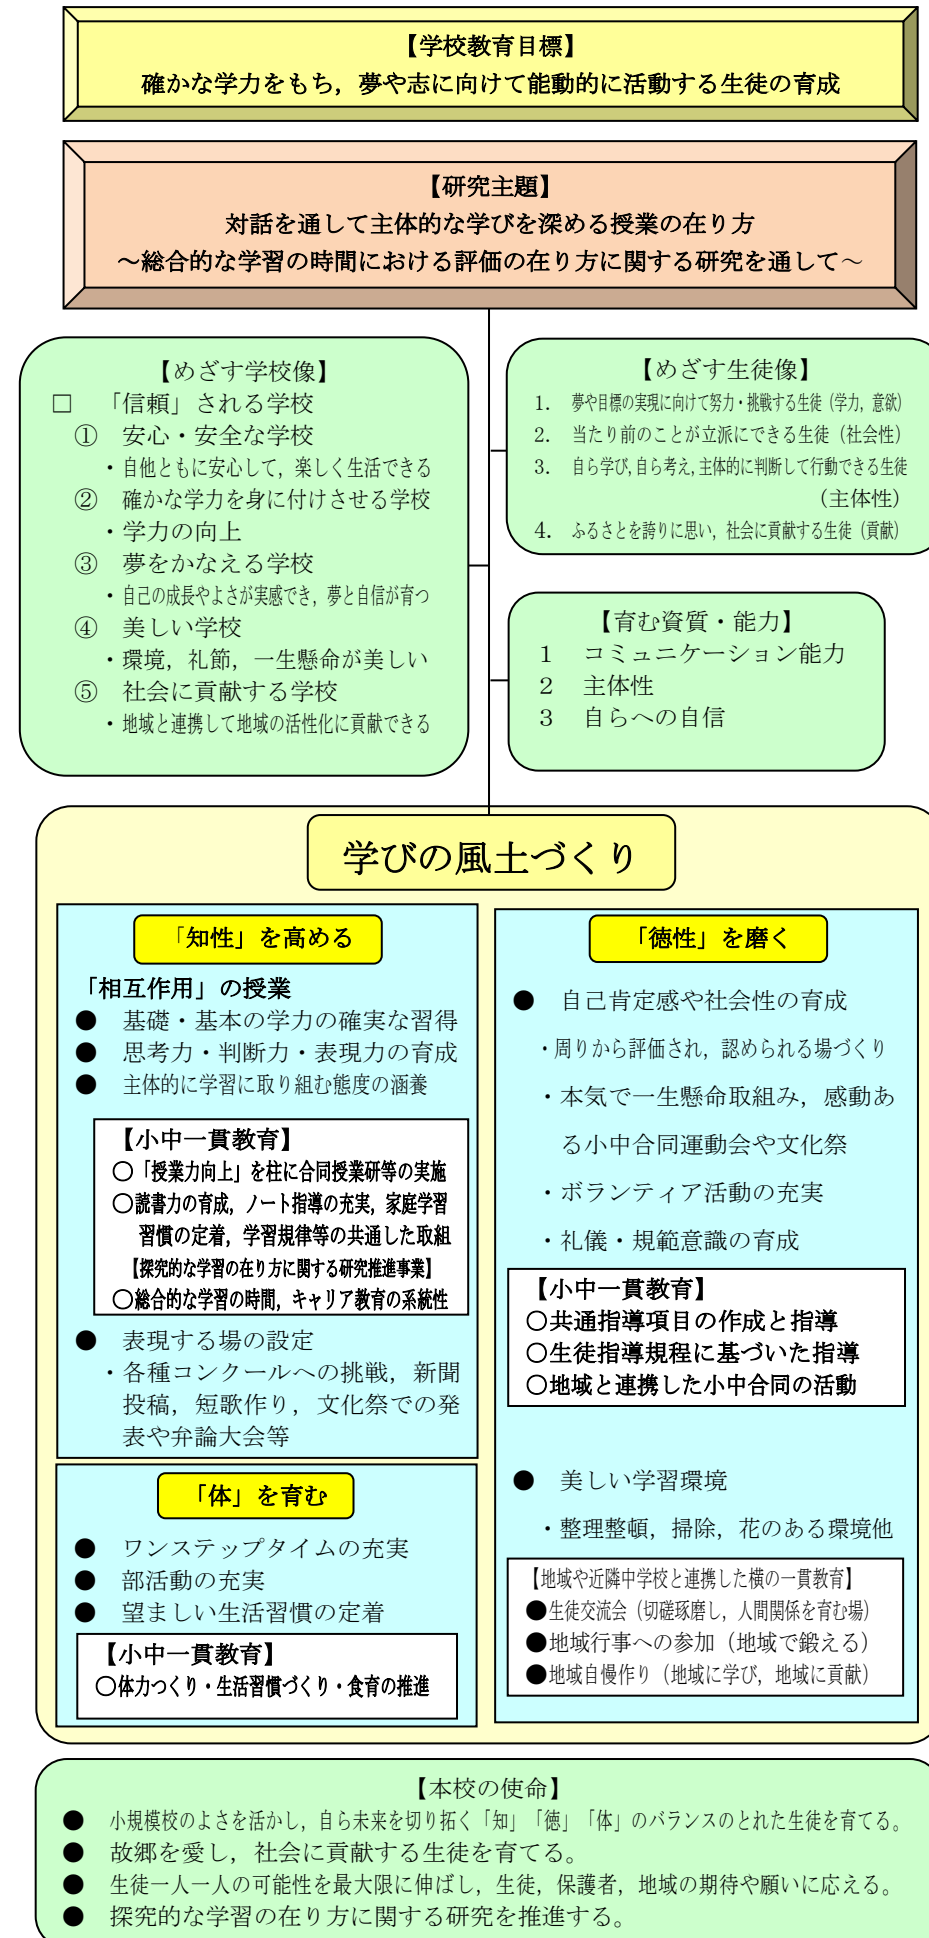 【学校教育目標】
確かな学力をもち，夢や志に向けて能動的に活動する生徒の育成
【研究主題】
対話を通して主体的な学びを深める授業の在り方
～総合的な学習の時間における評価の在り方に関する研究を通して～
【めざす学校像】
□　「信頼」される学校
①　安心・安全な学校
・自他ともに安心して，楽しく生活できる
②　確かな学力を身に付けさせる学校
・学力の向上
③　夢をかなえる学校
・自己の成長やよさが実感でき，夢と自信が育つ
④　美しい学校
・環境，礼節，一生懸命が美しい
⑤　社会に貢献する学校
・地域と連携して地域の活性化に貢献できる
【めざす生徒像】
1.　夢や目標の実現に向けて努力・挑戦する生徒（学力，意欲）
2.　当たり前のことが立派にできる生徒（社会性）
3.　自ら学び，自ら考え，主体的に判断して行動できる生徒
（主体性）
4.　ふるさとを誇りに思い，社会に貢献する生徒（貢献）
【育む資質・能力】
1　コミュニケーション能力
2　主体性
3　自らへの自信
学びの風土づくり
「知性」を高める
「相互作用」の授業
●　基礎・基本の学力の確実な習得
●　思考力・判断力・表現力の育成
●　主体的に学習に取り組む態度の涵養
【小中一貫教育】
○「授業力向上」を柱に合同授業研等の実施
○読書力の育成，ノート指導の充実，家庭学習
習慣の定着，学習規律等の共通した取組
【探究的な学習の在り方に関する研究推進事業】
○総合的な学習の時間，キャリア教育の系統性
●　表現する場の設定
・各種コンクールへの挑戦，新聞
投稿，短歌作り，文化祭での発
表や弁論大会等
「体」を育む
●　ワンステップタイムの充実
●　部活動の充実
●　望ましい生活習慣の定着
【小中一貫教育】
○体力つくり・生活習慣づくり・食育の推進
「徳性」を磨く
●　自己肯定感や社会性の育成
・周りから評価され，認められる場づくり
・本気で一生懸命取組み，感動あ
る小中合同運動会や文化祭
・ボランティア活動の充実
・礼儀・規範意識の育成
【小中一貫教育】
○共通指導項目の作成と指導
○生徒指導規程に基づいた指導
○地域と連携した小中合同の活動
●　美しい学習環境
・整理整頓，掃除，花のある環境他
【地域や近隣中学校と連携した横の一貫教育】
●生徒交流会（切磋琢磨し，人間関係を育む場）
●地域行事への参加（地域で鍛える）
●地域自慢作り（地域に学び，地域に貢献）
【本校の使命】
●　小規模校のよさを活かし，自ら未来を切り拓く「知」「徳」「体」のバランスのとれた生徒を育てる。
●　故郷を愛し，社会に貢献する生徒を育てる。
●　生徒一人一人の可能性を最大限に伸ばし，生徒，保護者，地域の期待や願いに応える。
●　探究的な学習の在り方に関する研究を推進する。